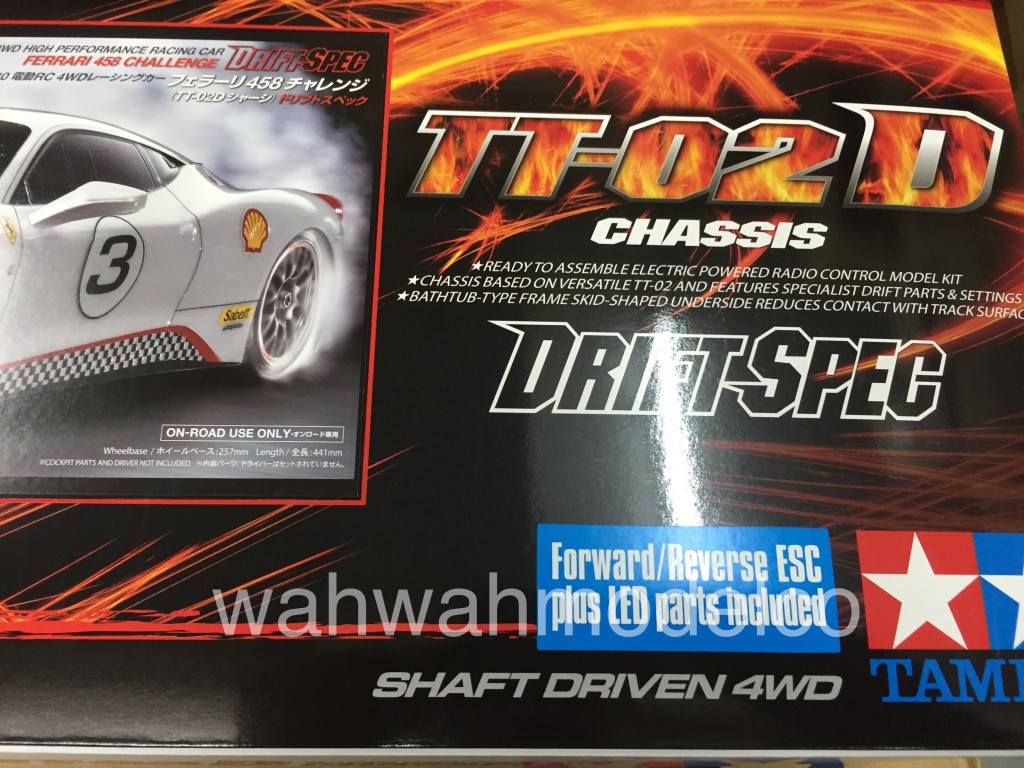 WD HIGH PERFORMANCE RACING CAR
FERRARI 458 CHALLENGE DRIFT-SPEC
0 電動RC 4WDレーシングカー フェラーリ458チャレンジ
(TT-02Dシャーシ) ドリフトスペック
3
Sabelt
ON-ROAD USE ONLY・オンロード専用
Wheelbase / ホイールベース:257mm Length / 全長:441mm
※COCKPIT PARTS AND DRIVER NOT INCLUDED. ※内装パーツ、ドライバーはセットされていません。
TT-02D
CHASSIS
★READY TO ASSEMBLE ELECTRIC POWERED RADIO CONTROL MODEL KIT
★CHASSIS BASED ON VERSATILE TT-02 AND FEATURES SPECIALIST DRIFT PARTS & SETTINGS
★BATHTUB-TYPE FRAME SKID-SHAPED UNDERSIDE REDUCES CONTACT WITH TRACK SURFAC
DRIFT-SPEC
Forward/Reverse ESC
plus LED parts included
wahwahmodelco
SHAFT DRIVEN 4WD
TAMI